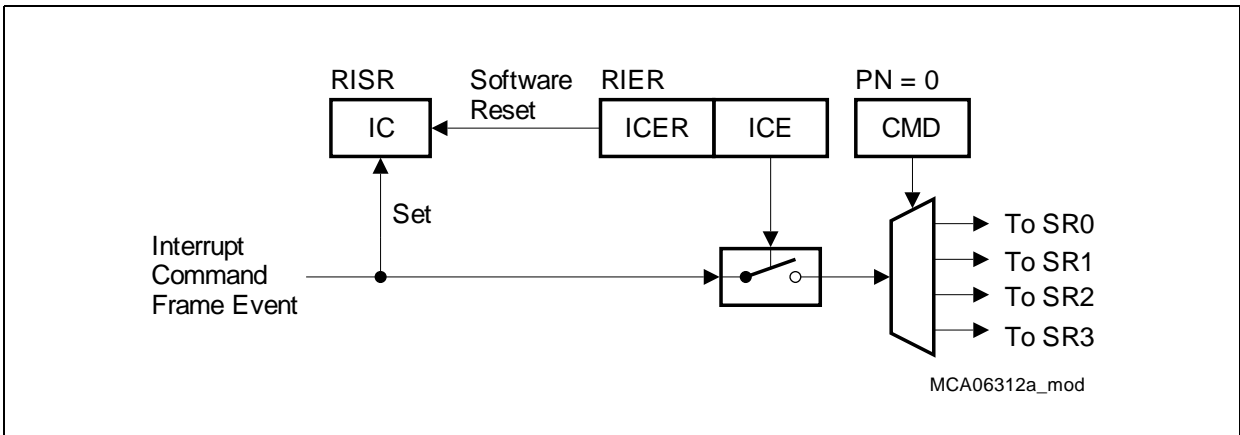 RISR
Software
Reset
RIER
PN = 0
IC
ICER
ICE
CMD
Set
Interrupt
Command
Frame Event
To SR0
To SR1
To SR2
To SR3
MCA06312a_mod